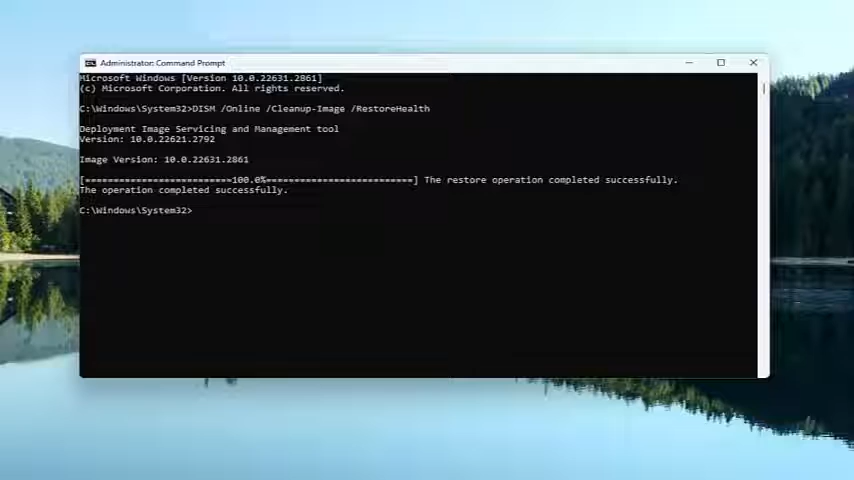 Administrator: Command Prompt
Microsoft Windows [Version 10.0.22631.2861]
(c) Microsoft Corporation. All rights reserved.
C:\Windows\System32>DISM /Online /Cleanup-Image /RestoreHealth
Deployment Image Servicing and Management tool
Version: 10.0.22621.2792
Image Version: 10.0.22631.2861
[==========================100.0%==========================] The restore operation completed successfully.
The operation completed successfully.
C:\Windows\System32>